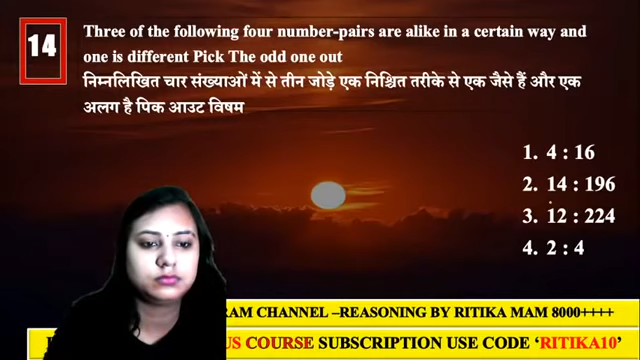 14
Three of the following four number-pairs are alike in a certain way and
one is different Pick The odd one out
निम्नलिखित चार संख्याओं में से तीन जोड़े एक निश्चित तरीके से एक जैसे हैं और एक
अलग है पिक आउट विषम
1. 4 : 16
2. 14 : 196
3. 12 : 224
4. 2 : 4
RAM CHANNEL –REASONING BY RITIKA MAM 8000++++
US COURSE SUBSCRIPTION USE CODE ‘RITIKA10’